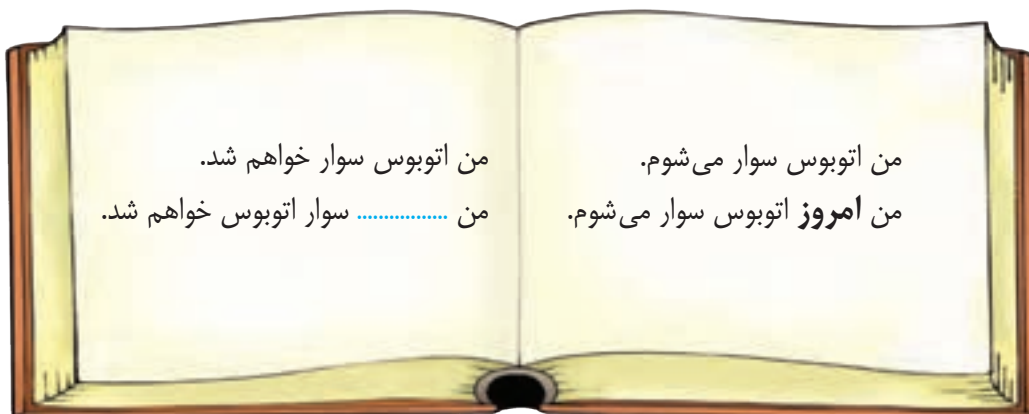 من اتوبوس سوار می‌شوم.
من امروز اتوبوس سوار می‌شوم.
من اتوبوس سوار خواهم شد.
من ................ سوار اتوبوس خواهم شد.